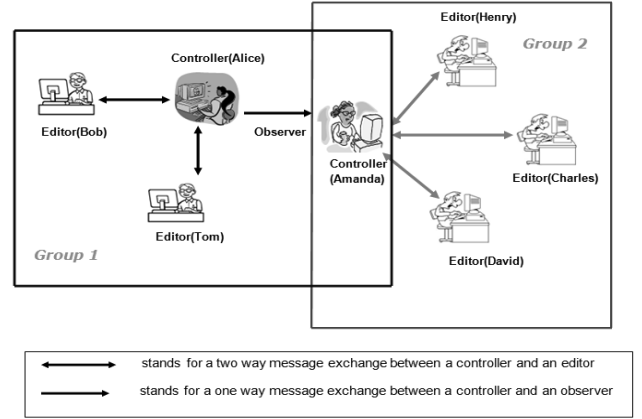 Editor(Henry)
Group 2
Controller(Alice)
Editor(Bob)
Observer
Controller
(Amanda)
Editor(Charles)
Editor(Tom)
Group 1
Editor(David)
stands for a two way message exchange between a controller and an editor
stands for a one way message exchange between a controller and an observer